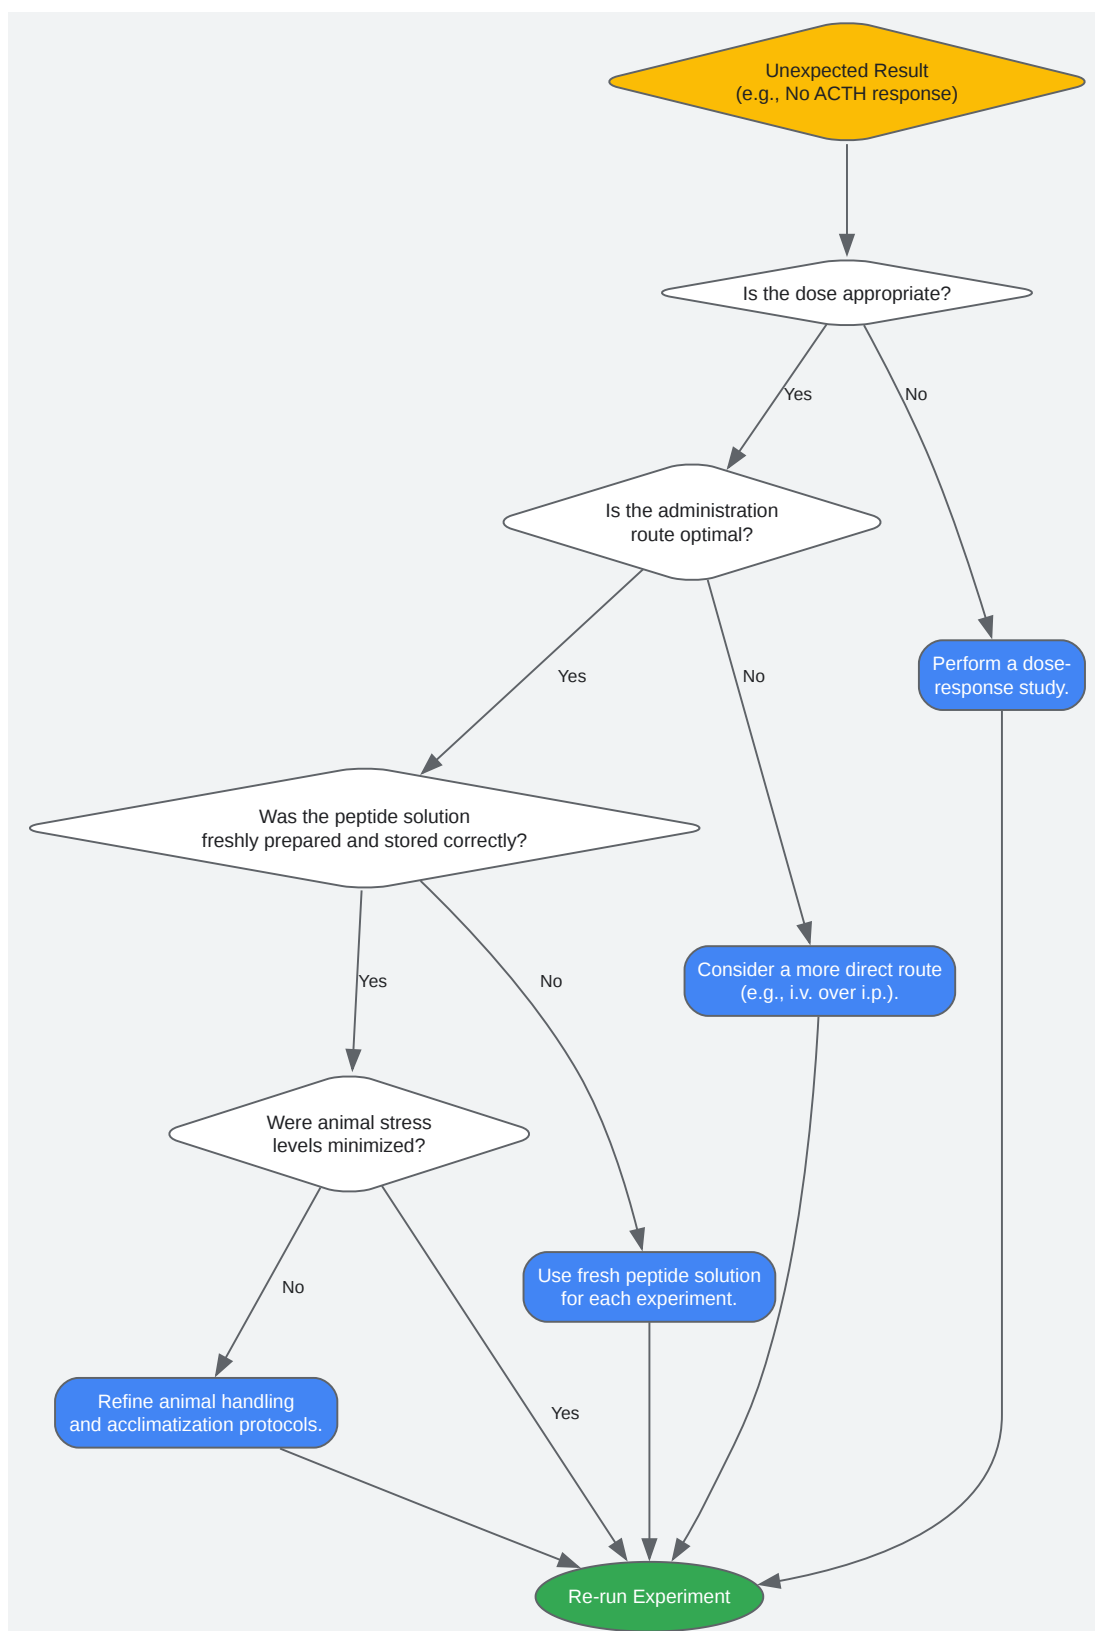 Unexpected Result
(e.g., No ACTH response)
Is the dose appropriate?
Yes
No
Is the administration
route optimal?
Yes
No
Perform a dose-
response study.
Was the peptide solution
freshly prepared and stored correctly?
Yes
No
Consider a more direct route
(e.g., i.v. over i.p.).
Were animal stress
levels minimized?
No
Yes
Use fresh peptide solution
for each experiment.
Refine animal handling
and acclimatization protocols.
Re-run Experiment